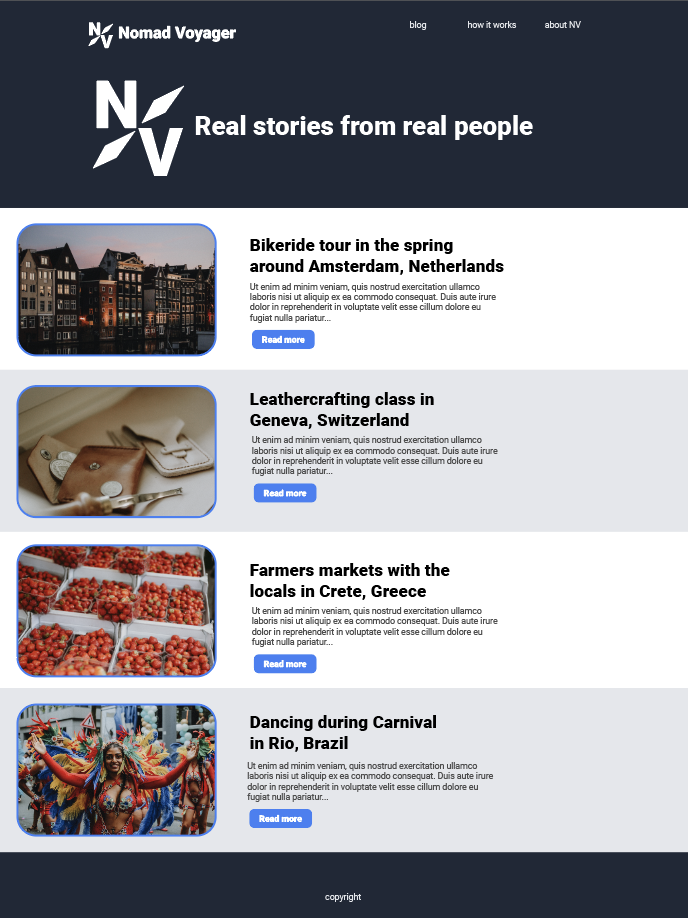 N
V
Nomad Voyager
blog
how it works
about NV
N
V
Real stories from real people
Bikeride tour in the spring
around Amsterdam, Netherlands
Ut enim ad minim veniam, quis nostrud exercitation ullamco
laboris nisi ut aliquip ex ea commodo consequat. Duis aute irure
dolor in reprehenderit in voluptate velit esse cillum dolore eu
fugiat nulla pariatur...
Read more
Leathercrafting class in
Geneva, Switzerland
Ut enim ad minim veniam, quis nostrud exercitation ullamco
laboris nisi ut aliquip ex ea commodo consequat. Duis aute irure
dolor in reprehenderit in voluptate velit esse cillum dolore eu
fugiat nulla pariatur...
Read more
Farmers markets with the
locals in Crete, Greece
Ut enim ad minim veniam, quis nostrud exercitation ullamco
laboris nisi ut aliquip ex ea commodo consequat. Duis aute irure
dolor in reprehenderit in voluptate velit esse cillum dolore eu
fugiat nulla pariatur...
Read more
Dancing during Carnival
in Rio, Brazil
Ut enim ad minim veniam, quis nostrud exercitation ullamco
laboris nisi ut aliquip ex ea commodo consequat. Duis aute irure
dolor in reprehenderit in voluptate velit esse cillum dolore eu
fugiat nulla pariatur...
Read more
copyright